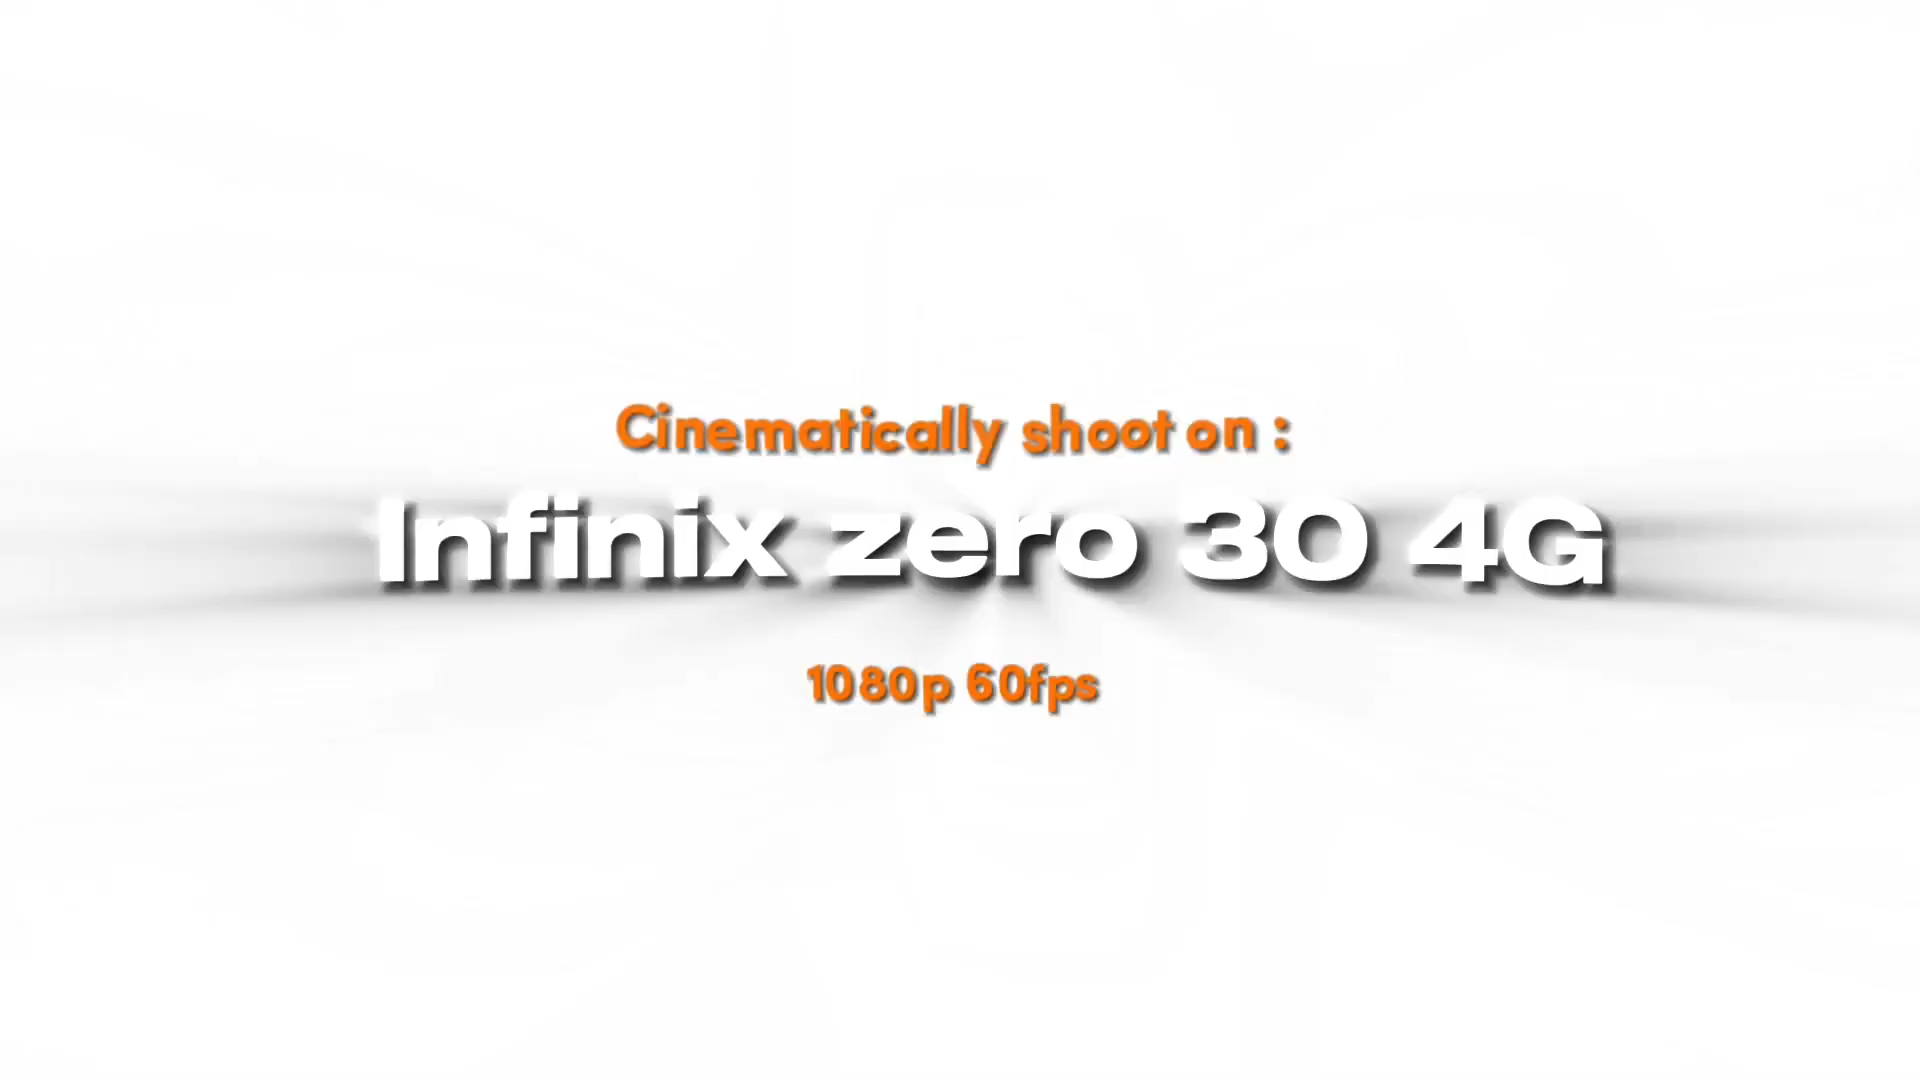 Cinematically shoot on :
Infinix zero 30 4G
1080p 60fps